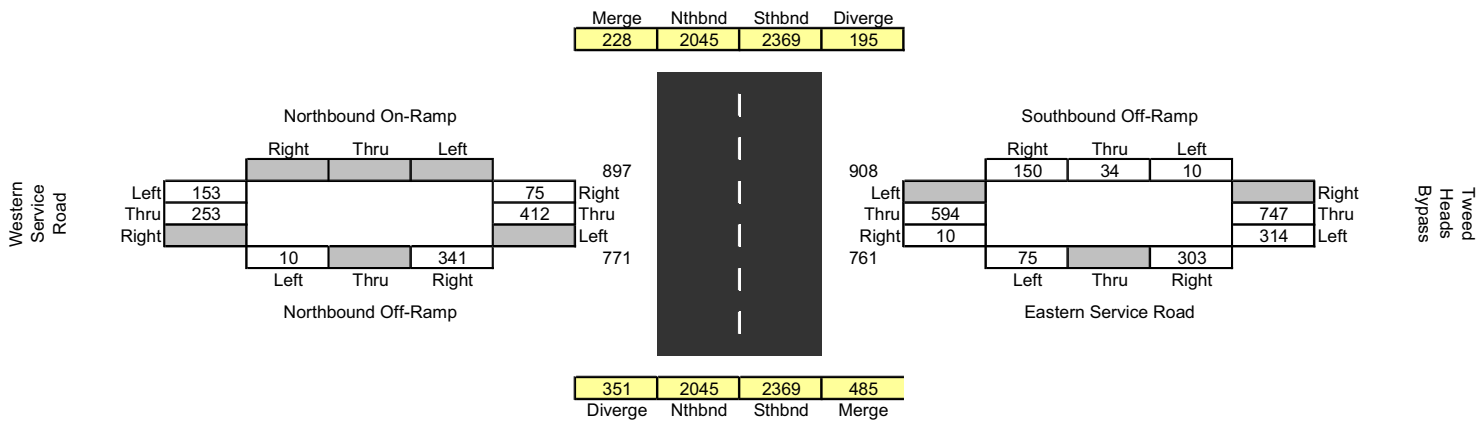 Merge Nthbnd Sthbnd Diverge
228 2045 2369 195
Northbound On-Ramp
Southbound Off-Ramp
Right Thru Left
Right Thru Left
897
908
150 34 10
Left 153
75 Right
Left
Right
Thru 253
412 Thru
Thru 594
747 Thru
Right
Left
Right 10
314 Left
Western
Service
Road
Tweed
Heads
Bypass
10 341
771
761
75 303
Left Thru Right
Left Thru Right
Northbound Off-Ramp
Eastern Service Road
351 2045 2369 485
Diverge Nthbnd Sthbnd Merge